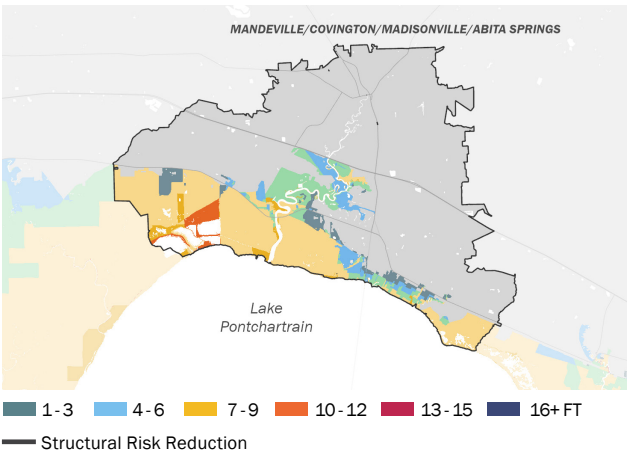 MANDEVILLE/COVINGTON/MADISONVILLE/ABITA SPRINGS
Lake
Pontchartrain
1-3 4-6 7-9 10-12 13-15 16+ FT
Structural Risk Reduction